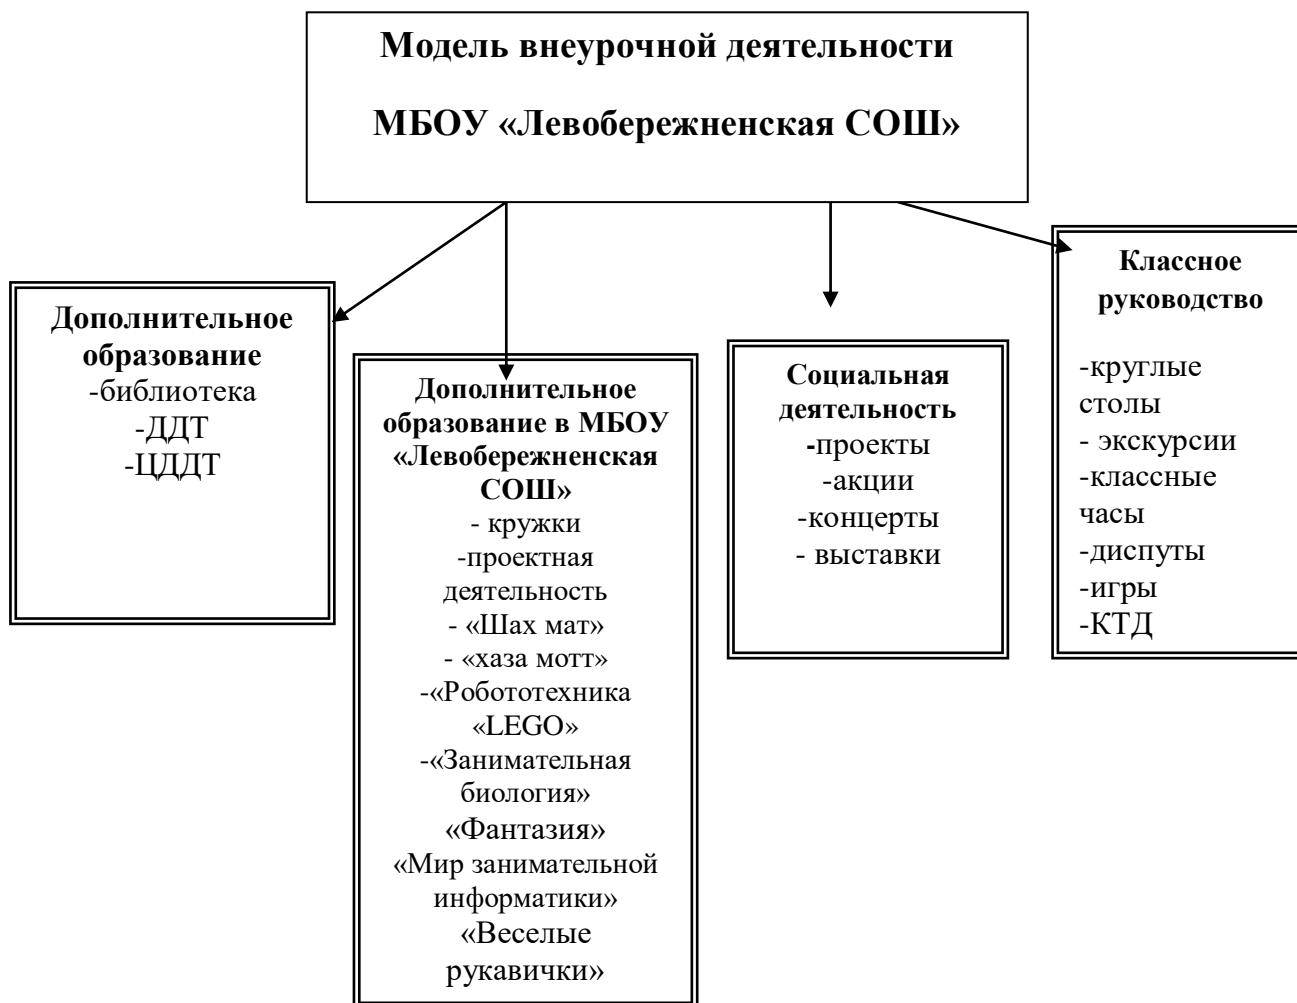 Модель внеурочной деятельности
МБОУ «Левобережненская СОШ»
Дополнительное
образование
-библиотека
-ДДТ
-ЦДДТ
Дополнительное
образование в МБОУ
«Левобережненская
СОШ»
- кружки
-проектная
деятельность
- «Шах мат»
- «хаза мотт»
-«Робототехника
«LEGO»
-«Занимательная
биология»
«Фантазия»
«Мир занимательной
информатики»
«Веселые
рукавички»
Социальная
деятельность
-проекты
-акции
-концерты
- выставки
Классное
руководство
-круглые
столы
- экскурсии
-классные
часы
-диспуты
-игры
-КТД